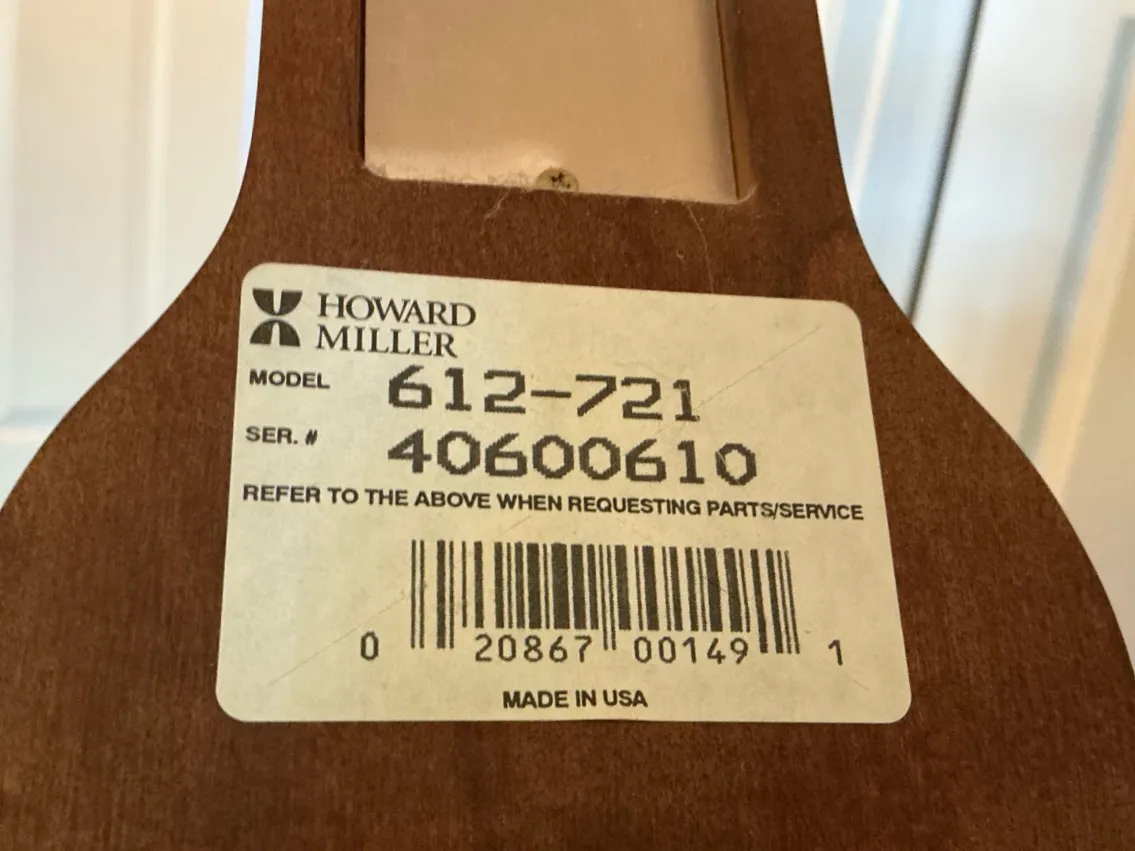 HOWARD
MILLER
MODEL 612-721
SER. # 40600610
REFER TO THE ABOVE WHEN REQUESTING PARTS/SERVICE
0 20867 00149 1
MADE IN USA